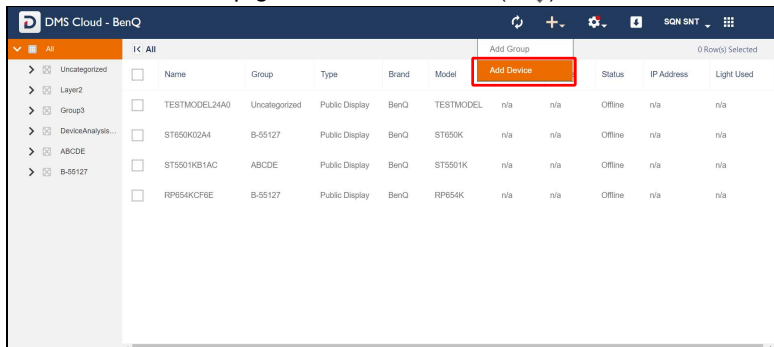 DMS Cloud - BenQ
SQN SNT
All
All
Add Group
0 Row(s) Selected
Uncategorized
Layer2
Group3
DeviceAnalysis...
ABCDE
B-55127
Add Device
Name Group Type Brand Model Status IP Address Light Used
TESTMODEL24A0 Uncategorized Public Display BenQ TESTMODEL n/a n/a Offline n/a n/a
ST650K02A4 B-55127 Public Display BenQ ST650K n/a n/a Offline n/a n/a
ST5501KB1AC ABCDE Public Display BenQ ST5501K n/a n/a Offline n/a n/a
RP654KCF6E B-55127 Public Display BenQ RP654K n/a n/a Offline n/a n/a